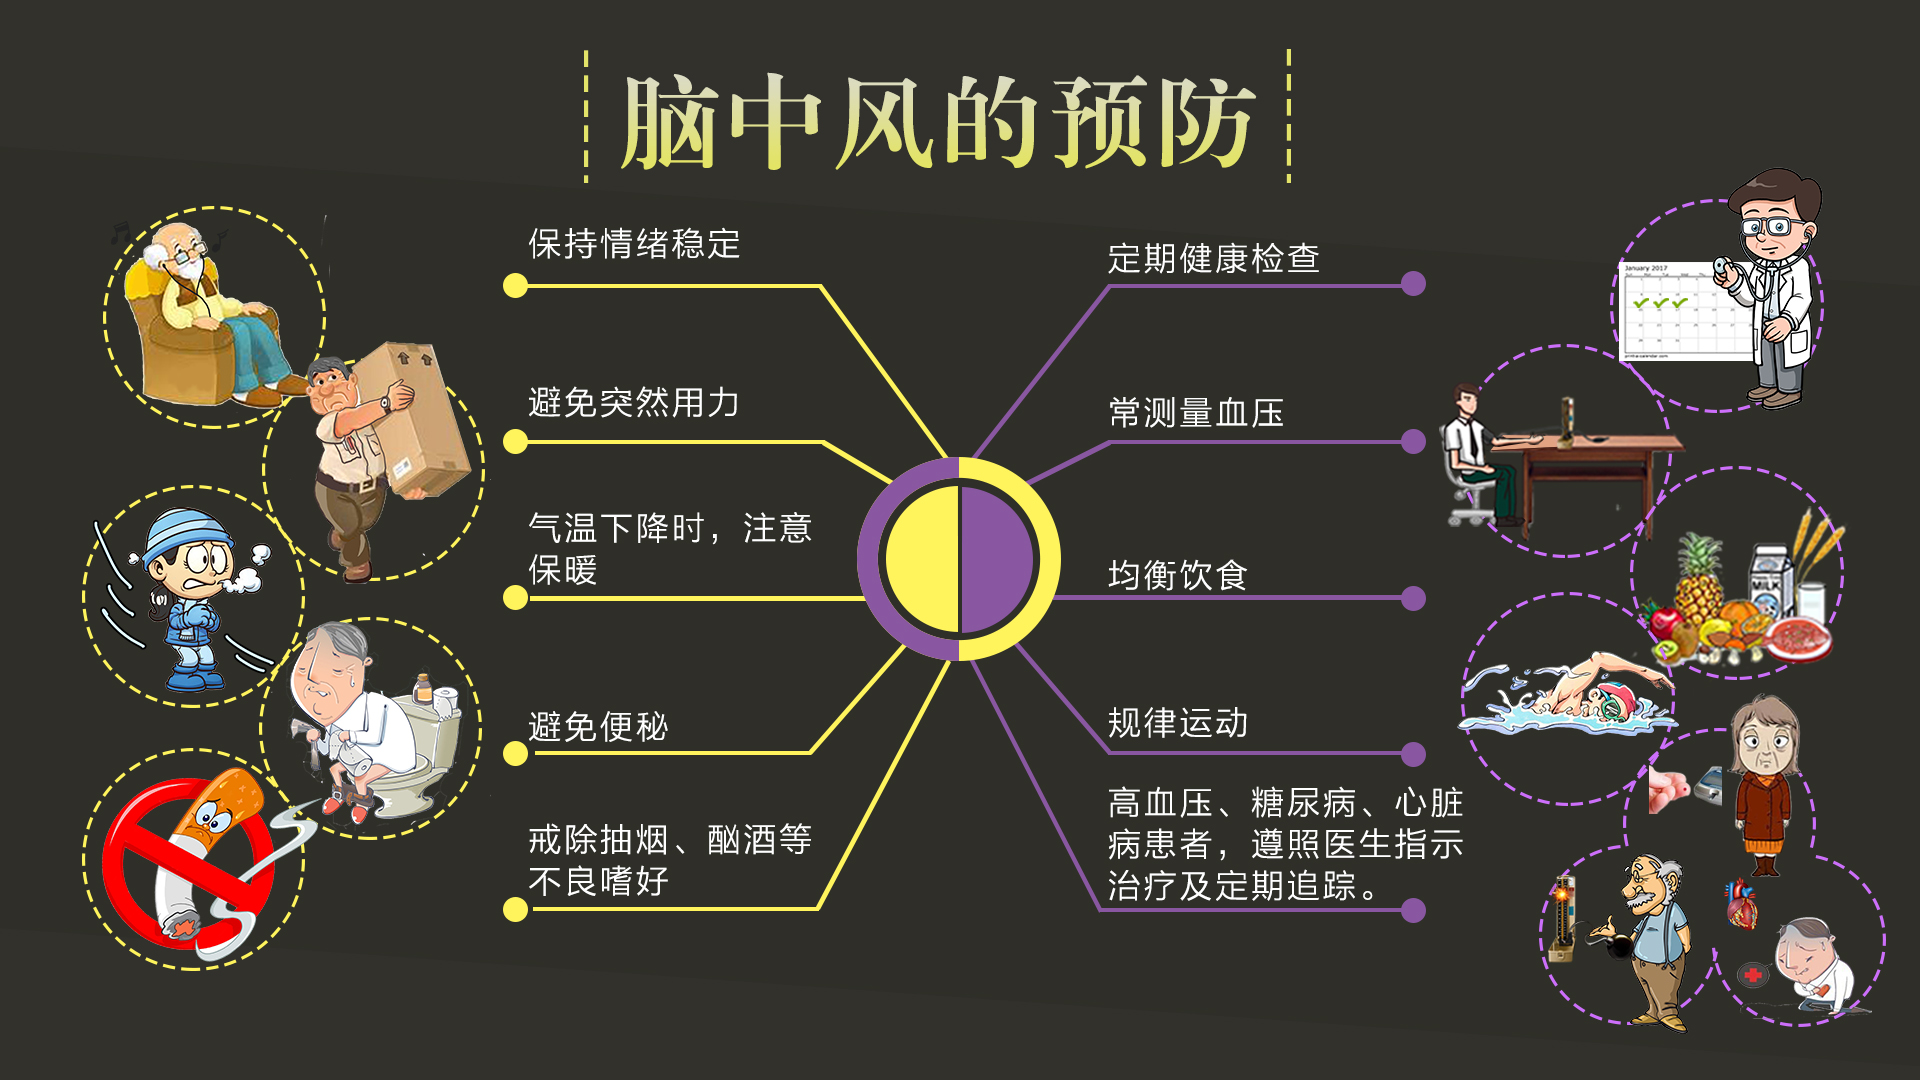 脑中风的预防
保持情绪稳定
避免突然用力
气温下降时，注意
保暖
避免便秘
戒除抽烟、酗酒等
不良嗜好
定期健康检查
常测量血压
均衡饮食
规律运动
高血压、糖尿病、心脏
病患者，遵照医生指示
治疗及定期追踪。
January 2017
MILK